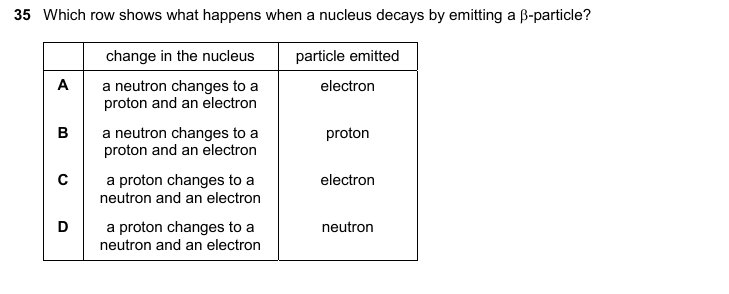 35 Which row shows what happens when a nucleus decays by emitting a β-particle?
change in the nucleus particle emitted
A a neutron changes to a electron
proton and an electron
B a neutron changes to a proton
proton and an electron
C a proton changes to a electron
neutron and an electron
D a proton changes to a neutron
neutron and an electron